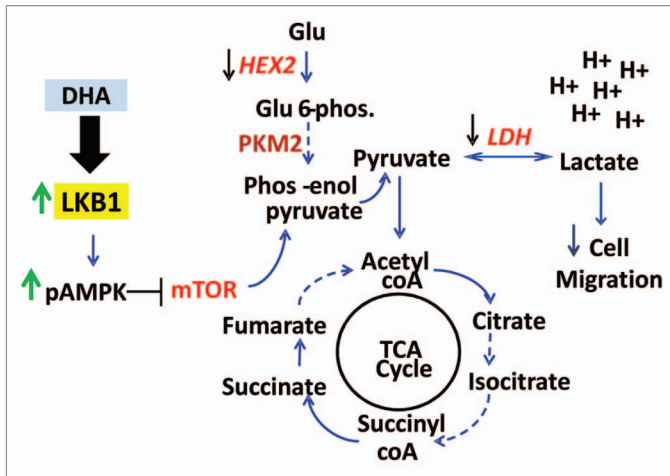 Glu
HEX2
Glu 6-phos.
PKM2
Phos -enol
pyruvate
Pyruvate
LDH
Lactate
H+
H+
H+
H+
H+
H+
Cell
Migration
DHA
LKB1
pAMPK
mTOR
Acetyl
coA
Citrate
Isocitrate
Succinyl
coA
Succinate
Fumarate
TCA
Cycle